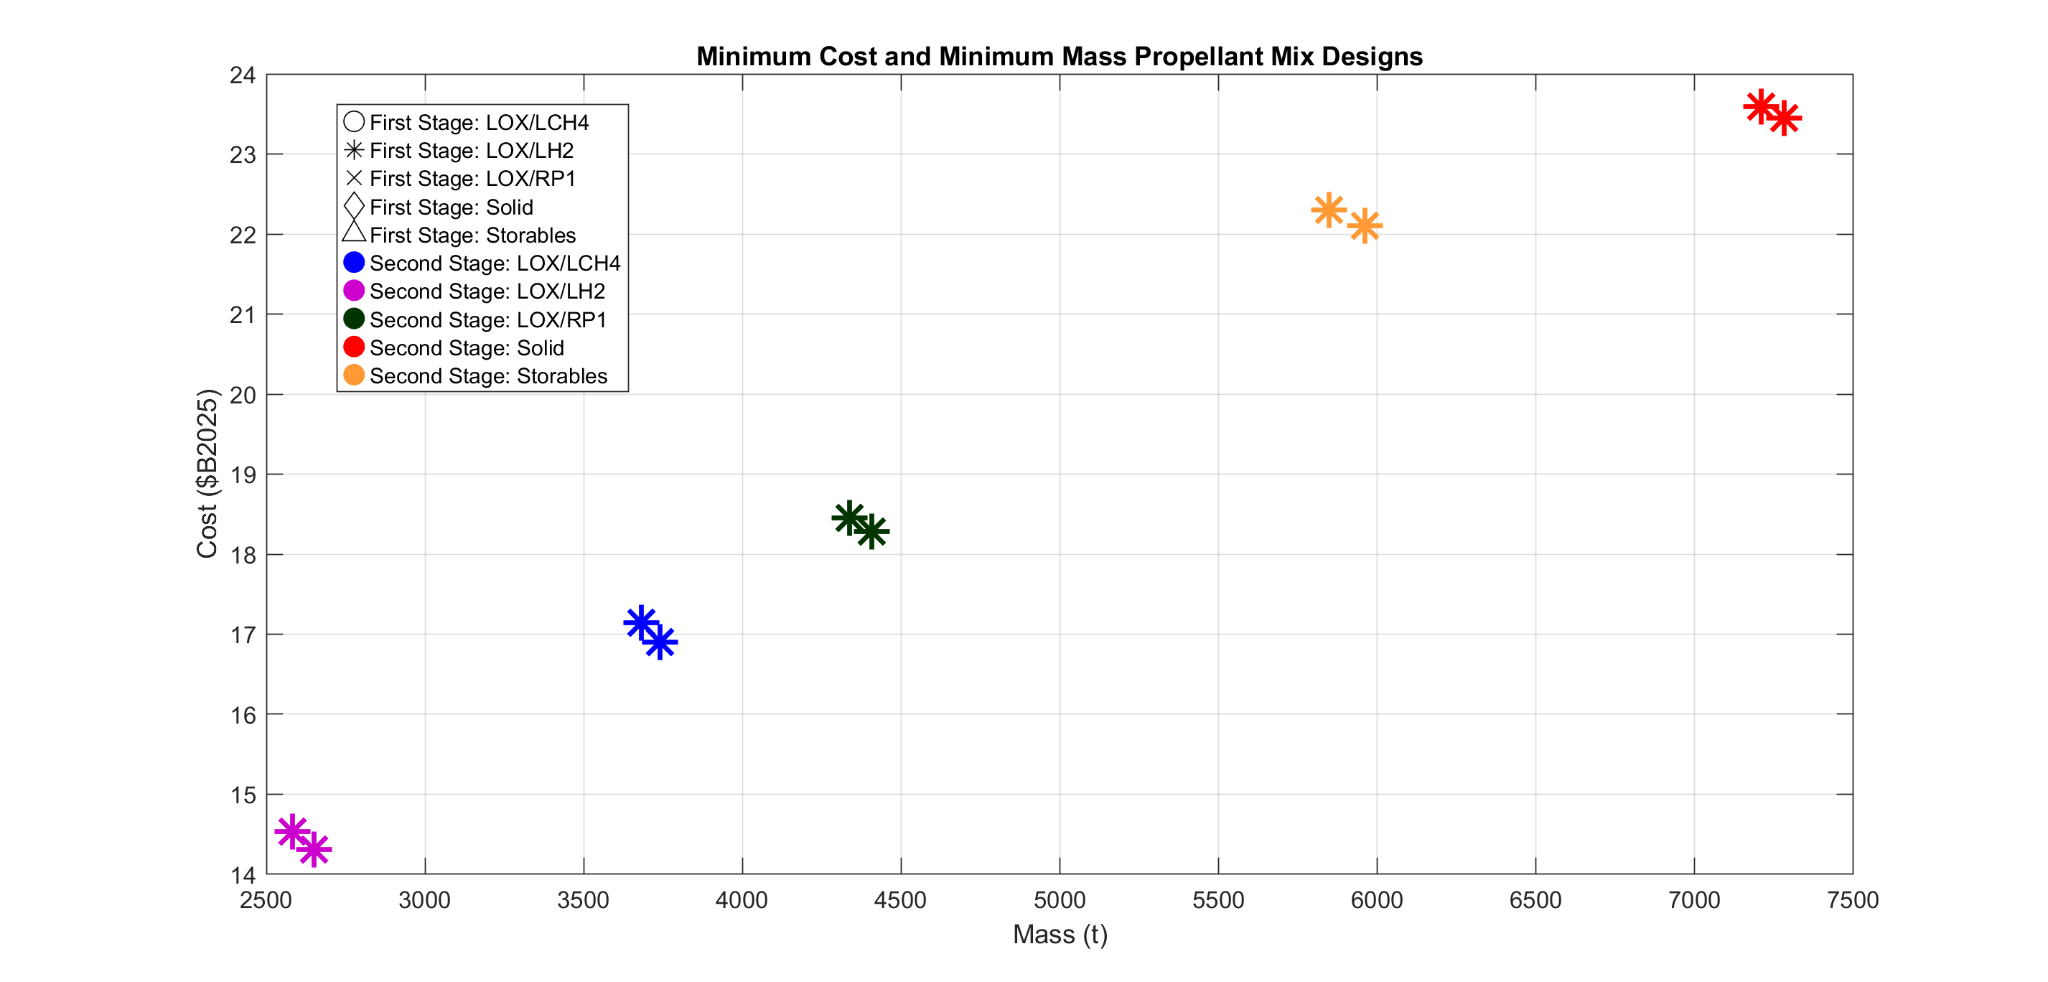 Minimum Cost and Minimum Mass Propellant Mix Designs
24
23
22
21
20
19
18
17
16
15
14
Cost ($B2025)
First Stage: LOX/LCH4
First Stage: LOX/LH2
First Stage: LOX/RP1
First Stage: Solid
First Stage: Storables
Second Stage: LOX/LCH4
Second Stage: LOX/LH2
Second Stage: LOX/RP1
Second Stage: Solid
Second Stage: Storables
2500 3000 3500 4000 4500 5000 5500 6000 6500 7000 7500
Mass (t)